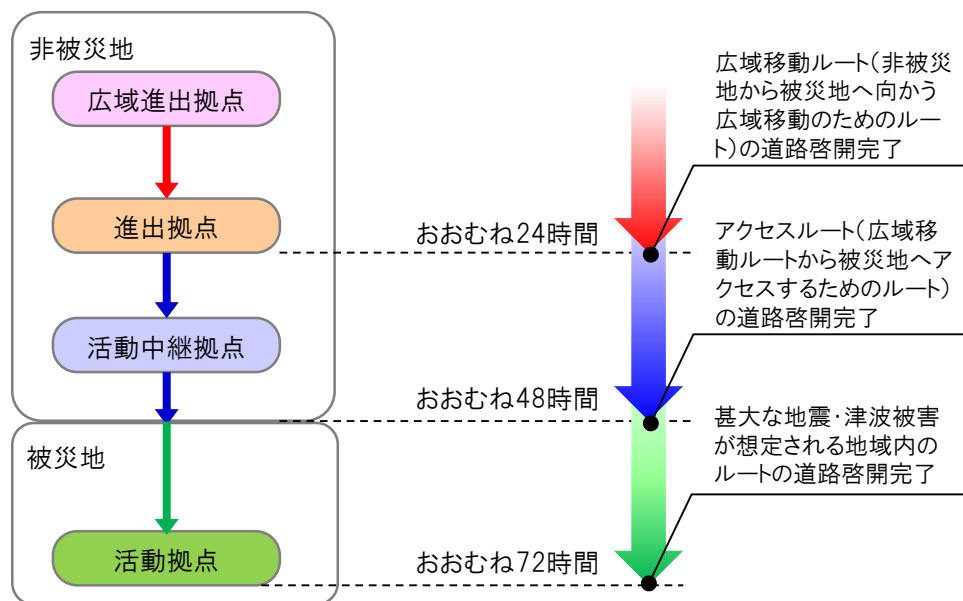 非被災地
広域進出拠点
進出拠点
活動中継拠点
被災地
活動拠点
おおむね24時間
おおむね48時間
おおむね72時間
広域移動ルート（非被災
地から被災地へ向かう
広域移動のためのルー
ト）の道路啓開完了
アクセスルート（広域移
動ルートから被災地へア
クセスするためのルート）
の道路啓開完了
甚大な地震・津波被害
が想定される地域内の
ルートの道路啓開完了